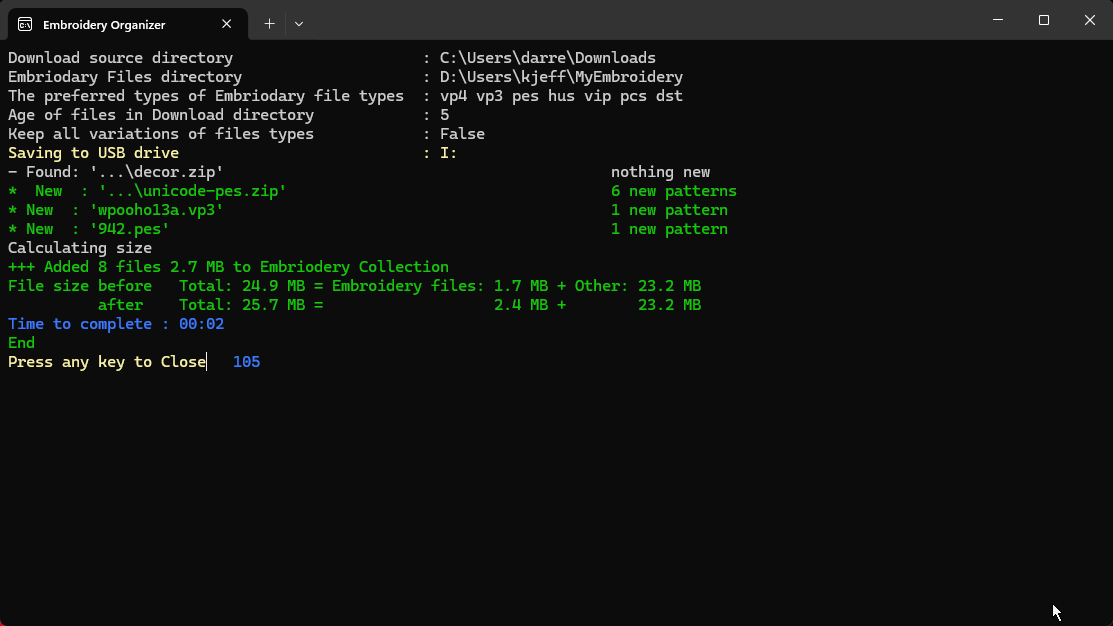 Embroidery Organizer
Download source directory : C:\Users\darre\Downloads
Embriodary Files directory : D:\Users\kjeff\MyEmbroidery
The preferred types of Embriodary file types : vp4 vp3 pes hus vip pcs dst
Age of files in Download directory : 5
Keep all variations of files types : False
Saving to USB drive : I:
- Found: '...\decor.zip' nothing new
*  New  : '...\unicode-pes.zip' 6 new patterns
* New  : 'wpooho13a.vp3' 1 new pattern
* New  : '942.pes' 1 new pattern
Calculating size
+++ Added 8 files 2.7 MB to Embriodery Collection
File size before   Total: 24.9 MB = Embroidery files: 1.7 MB + Other: 23.2 MB
after    Total: 25.7 MB = 2.4 MB + 23.2 MB
Time to complete : 00:02
End
Press any key to Close   105